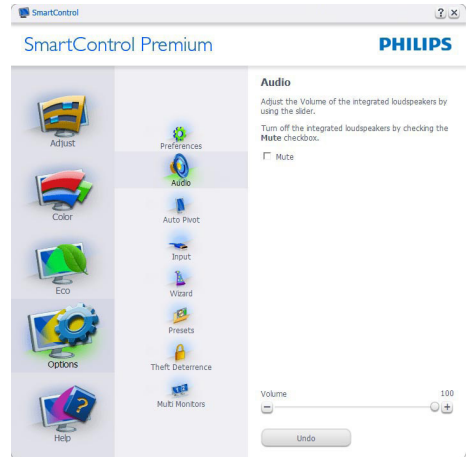 SmartControl
SmartControl Premium
PHILIPS
Adjust
Color
Eco
Options
Help
Preferences
Audio
Auto Pivot
Input
Wizard
Presets
Theft Deterrence
Multi Monitors
Audio
Adjust the Volume of the integrated loudspeakers by
using the slider.
Turn off the integrated loudspeakers by checking the
Mute checkbox.
Mute
Volume 100
Undo